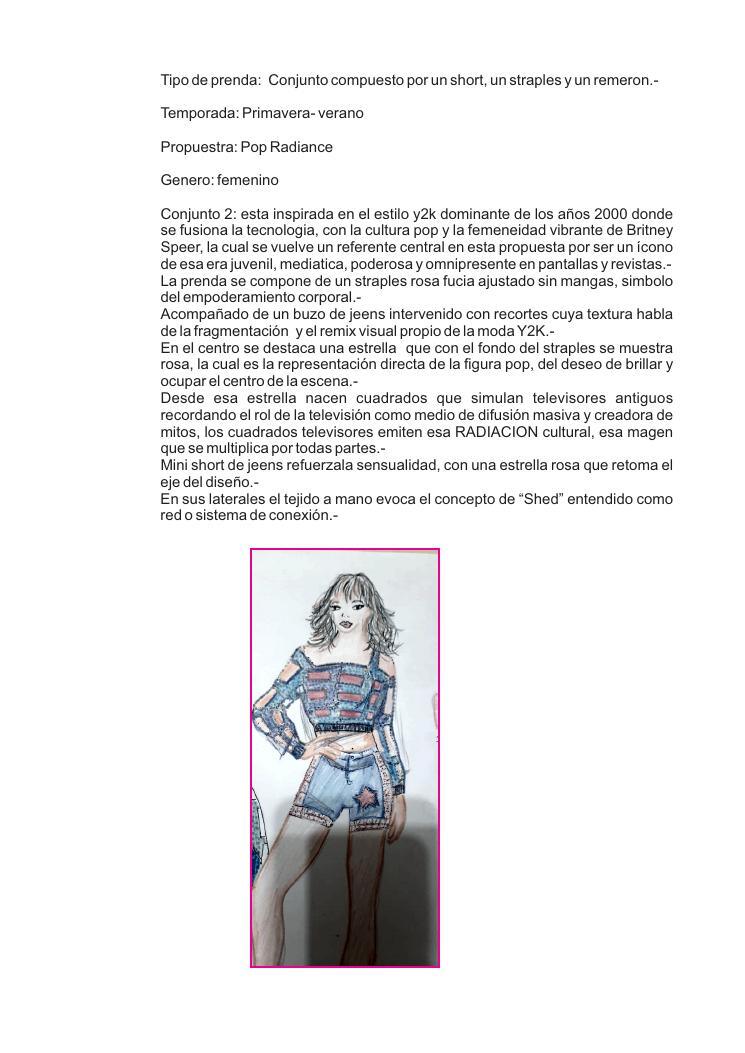 Tipo de prenda: Conjunto compuesto por un short, un straples y un remeron.-
Temporada: Primavera- verano
Propuestra: Pop Radiance
Genero: femenino
Conjunto 2: esta inspirada en el estilo y2k dominante de los años 2000 donde
se fusiona la tecnologia, con la cultura pop y la femeneidad vibrante de Britney
Speer, la cual se vuelve un referente central en esta propuesta por ser un ícono
de esa era juvenil, mediatica, poderosa y omnipresente en pantallas y revistas.-
La prenda se compone de un straples rosa fucia ajustado sin mangas, simbolo
del empoderamiento corporal.-
Acompañado de un buzo de jeens intervenido con recortes cuya textura habla
de la fragmentación y el remix visual propio de la moda Y2K.-
En el centro se destaca una estrella que con el fondo del straples se muestra
rosa, la cual es la representación directa de la figura pop, del deseo de brillar y
ocupar el centro de la escena.-
Desde esa estrella nacen cuadrados que simulan televisores antiguos
recordando el rol de la televisión como medio de difusión masiva y creadora de
mitos, los cuadrados televisores emiten esa RADIACION cultural, esa magen
que se multiplica por todas partes.-
Mini short de jeens refuerzala sensualidad, con una estrella rosa que retoma el
eje del diseño.-
En sus laterales el tejido a mano evoca el concepto de “Shed” entendido como
red o sistema de conexión.-